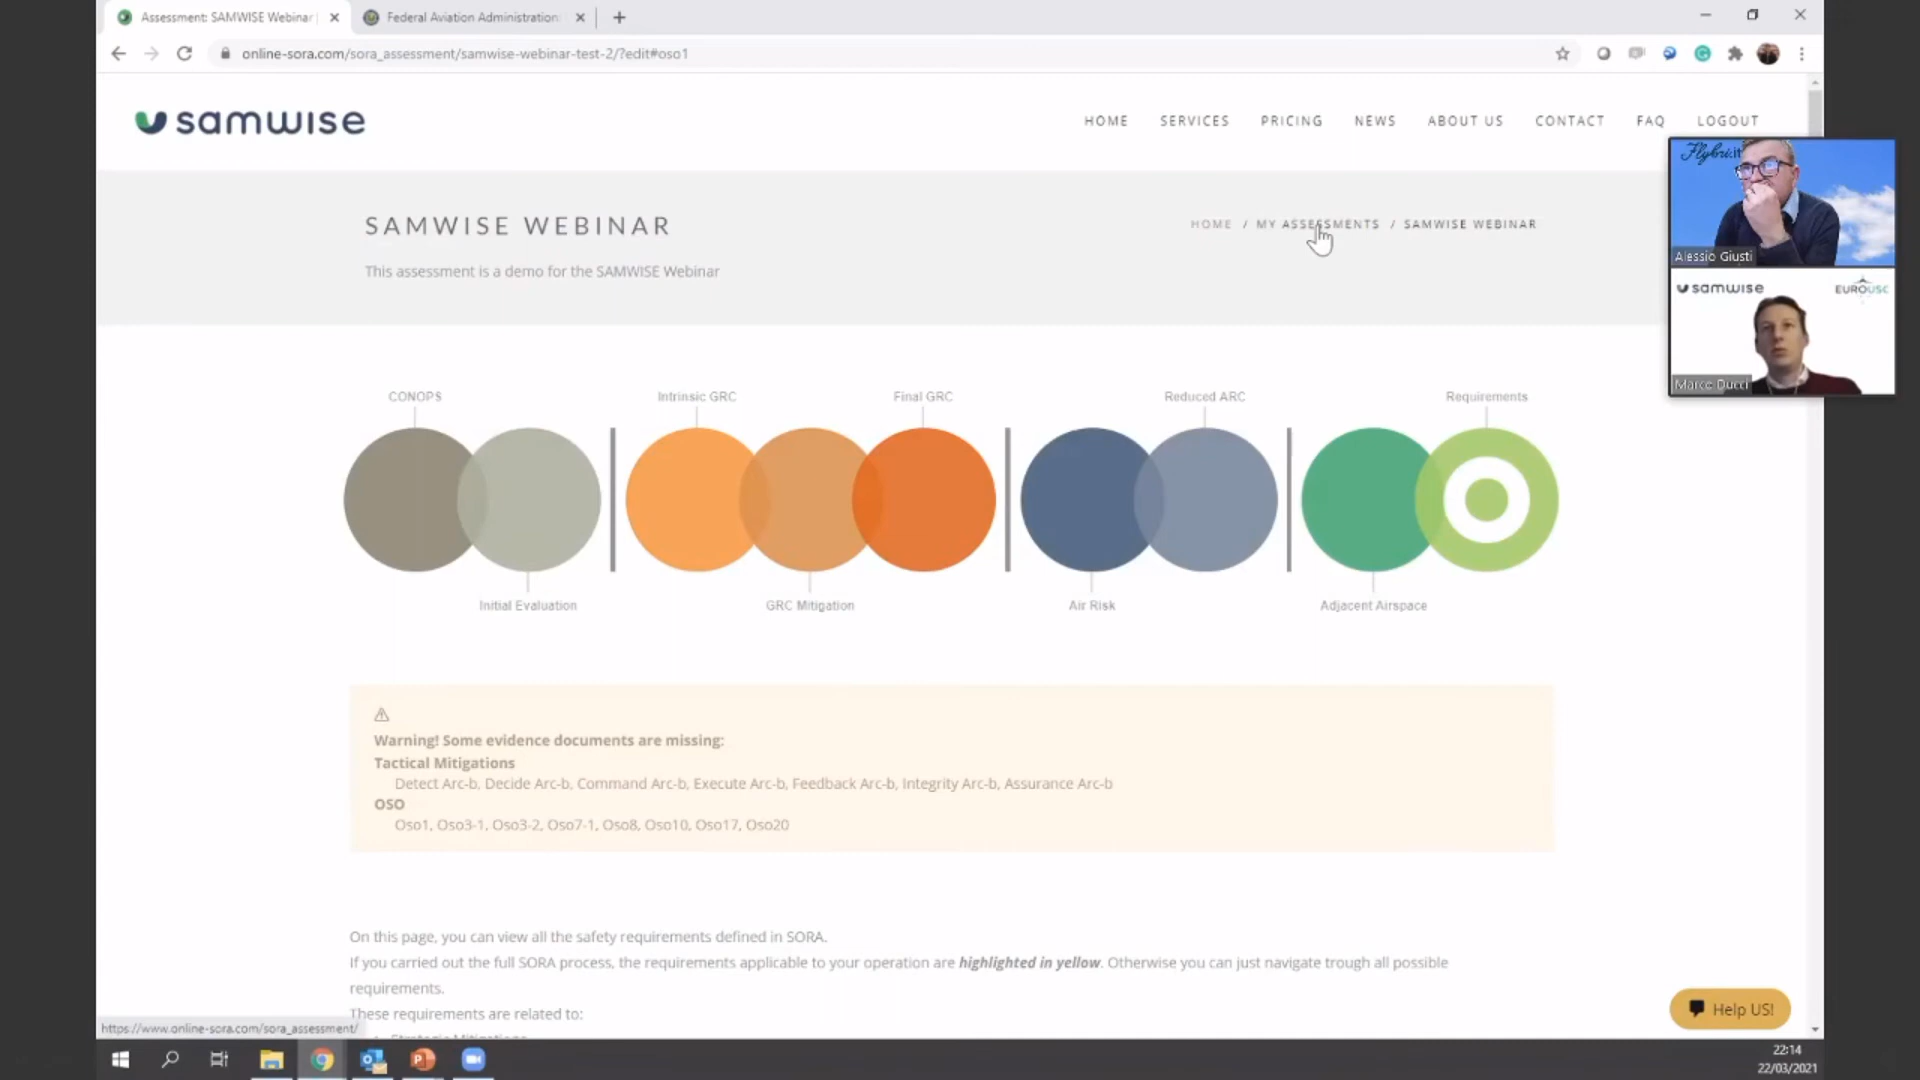 Assessment: SAMWISE Webinar
Federal Aviation Administration
online-sora.com/sora_assessment/samwise-webinar-test-2/?edit#oso1
samwise
HOME SERVICES PRICING NEWS ABOUT US CONTACT FAQ LOGOUT
Flybri.it
Alessio Giusti
samwise
EUROUSC
Marco Ducci
SAMWISE WEBINAR
HOME / MY ASSESSMENTS / SAMWISE WEBINAR
This assessment is a demo for the SAMWISE Webinar
CONOPS
Intrinsic GRC
Final GRC
Reduced ARC
Requirements
Initial Evaluation
GRC Mitigation
Air Risk
Adjacent Airspace
Warning! Some evidence documents are missing:
Tactical Mitigations
Detect Arc-b, Decide Arc-b, Command Arc-b, Execute Arc-b, Feedback Arc-b, Integrity Arc-b, Assurance Arc-b
OSO
Oso1, Oso3-1, Oso3-2, Oso7-1, Oso8, Oso10, Oso17, Oso20
On this page, you can view all the safety requirements defined in SORA.
If you carried out the full SORA process, the requirements applicable to your operation are highlighted in yellow. Otherwise you can just navigate trough all possible
requirements.
These requirements are related to:
Strategic Mitigations
Help US!
https://www.online-sora.com/sora_assessment/
22:14
22/03/2021